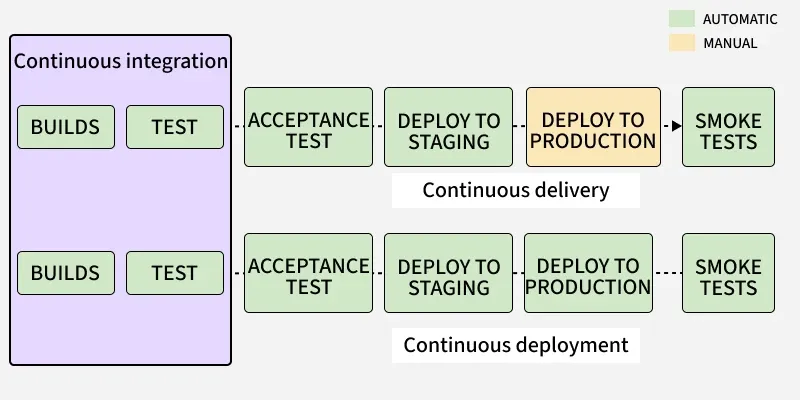 AUTOMATIC
MANUAL
Continuous integration
BUILDS
TEST
ACCEPTANCE
TEST
DEPLOY TO
STAGING
DEPLOY TO
PRODUCTION
SMOKE
TESTS
Continuous delivery
BUILDS
TEST
ACCEPTANCE
TEST
DEPLOY TO
STAGING
DEPLOY TO
PRODUCTION
SMOKE
TESTS
Continuous deployment